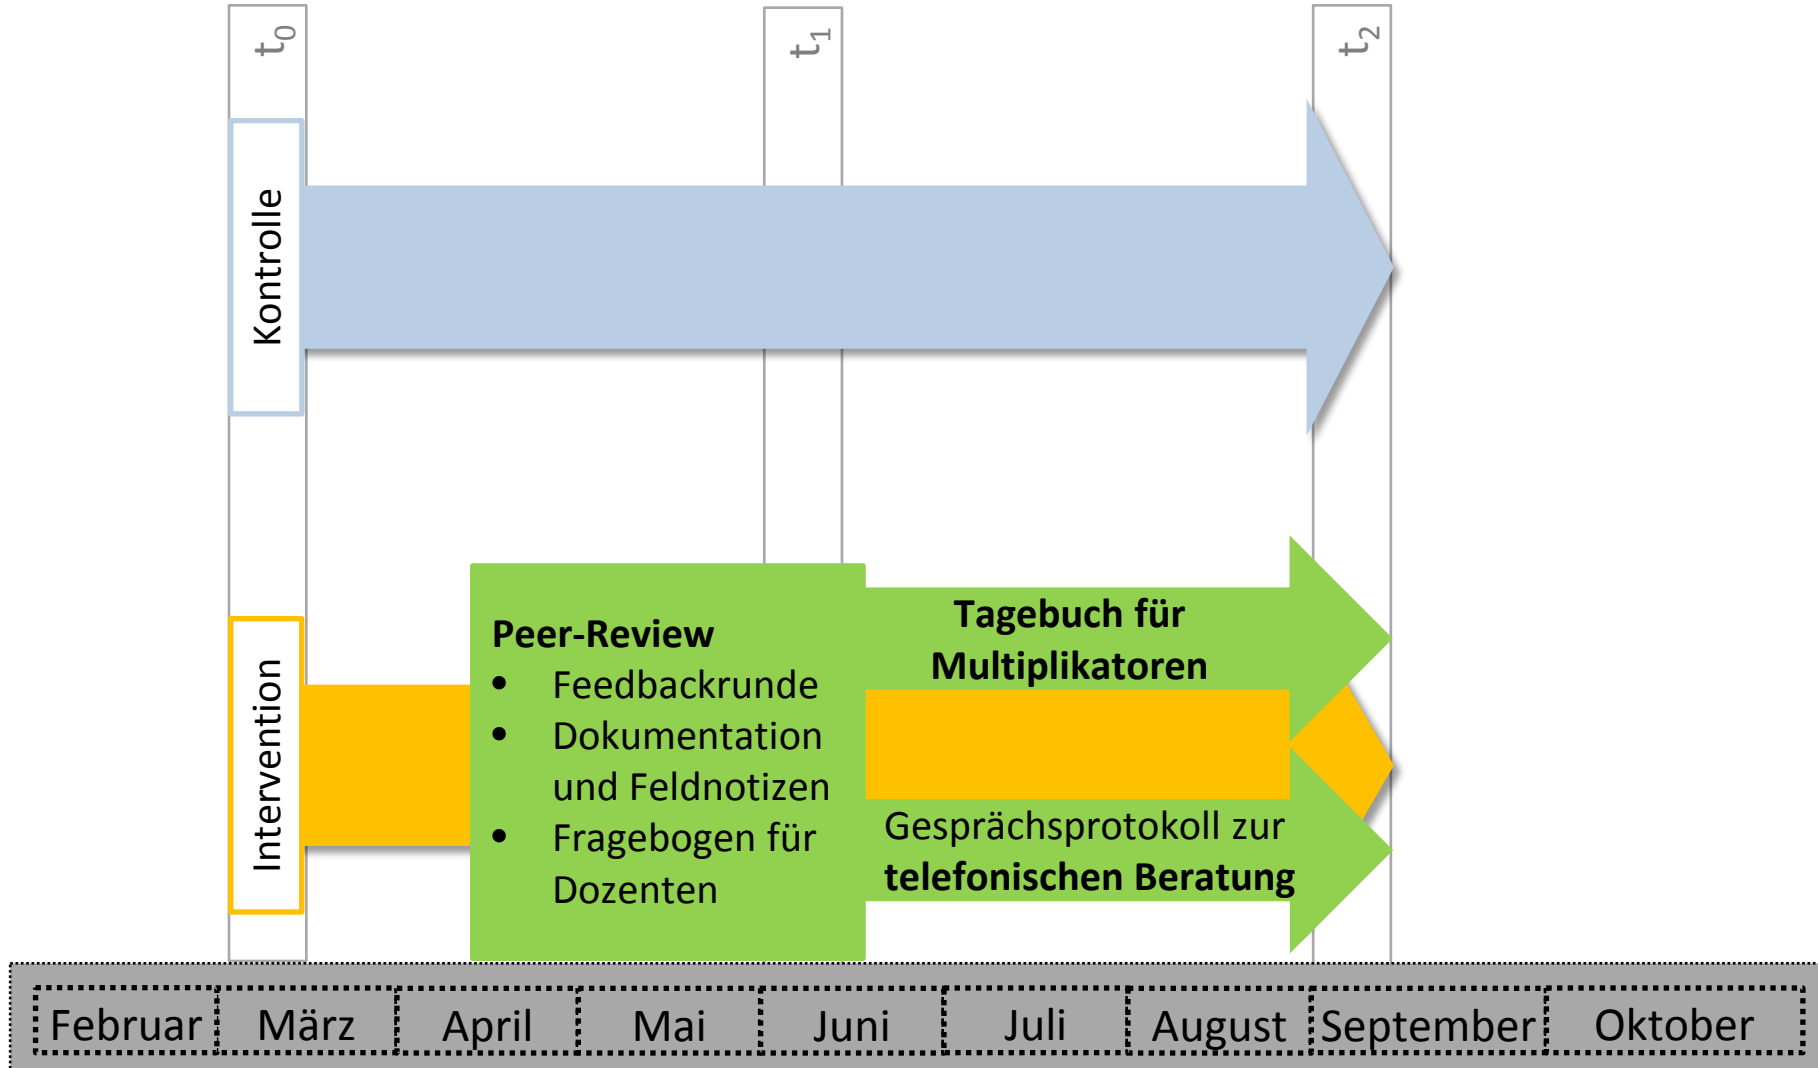 t₀
t₁
t₂
Kontrolle
Intervention
Peer-Review
• Feedbackrunde
• Dokumentation
und Feldnotizen
• Fragebogen für
Dozenten
Tagebuch für
Multiplikatoren
Gesprächsprotokoll zur
telefonischen Beratung
Februar März April Mai Juni Juli August September Oktober